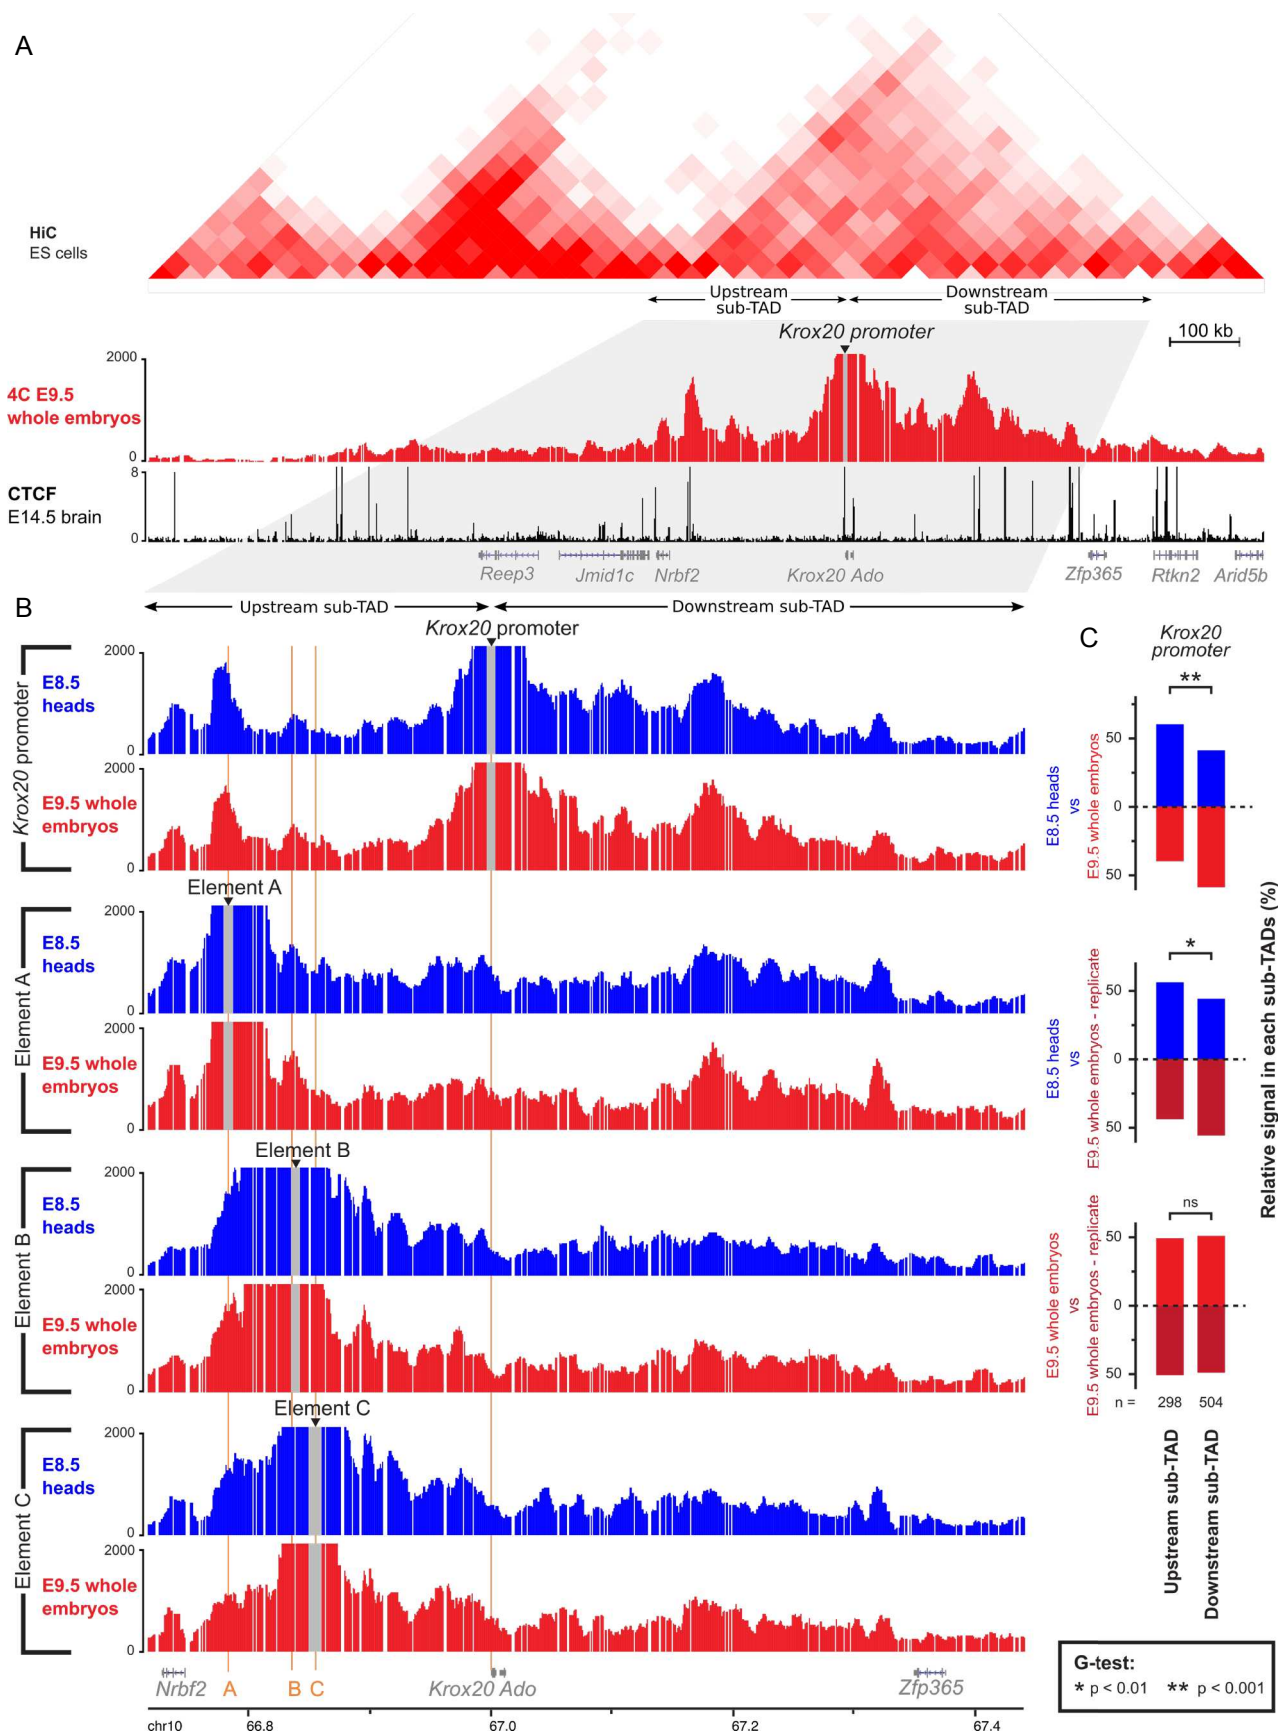 A
HiC
ES cells
Upstream
sub-TAD
Downstream
sub-TAD
Krox20 promoter
100 kb
2000
4C E9.5
whole embryos
0
8
CTCF
E14.5 brain
0
Reep3 Jmid1c Nrbf2 Krox20 Ado Zfp365 Rtkn2 Arid5b
B
Upstream sub-TAD
Downstream sub-TAD
Krox20 promoter
Krox20 promoter
2000
E8.5
heads
0
2000
E9.5 whole
embryos
0
Element A
Element A
2000
E8.5
heads
0
2000
E9.5 whole
embryos
0
Element B
Element B
2000
E8.5
heads
0
2000
E9.5 whole
embryos
0
Element C
Element C
2000
E8.5
heads
0
2000
E9.5 whole
embryos
0
Nrbf2 A B C Krox20 Ado Zfp365
chr10 66.8 67.0 67.2 67.4
C
Krox20
promoter
**
50
0
50
E8.5 heads
vs
E9.5 whole embryos
*
50
0
50
E8.5 heads
vs
E9.5 whole embryos - replicate
ns
50
0
50
E9.5 whole embryos
vs
E9.5 whole embryos - replicate
n = 298 504
Upstream sub-TAD
Downstream sub-TAD
Relative signal in each sub-TADs (%)
G-test:
* p < 0.01 ** p < 0.001